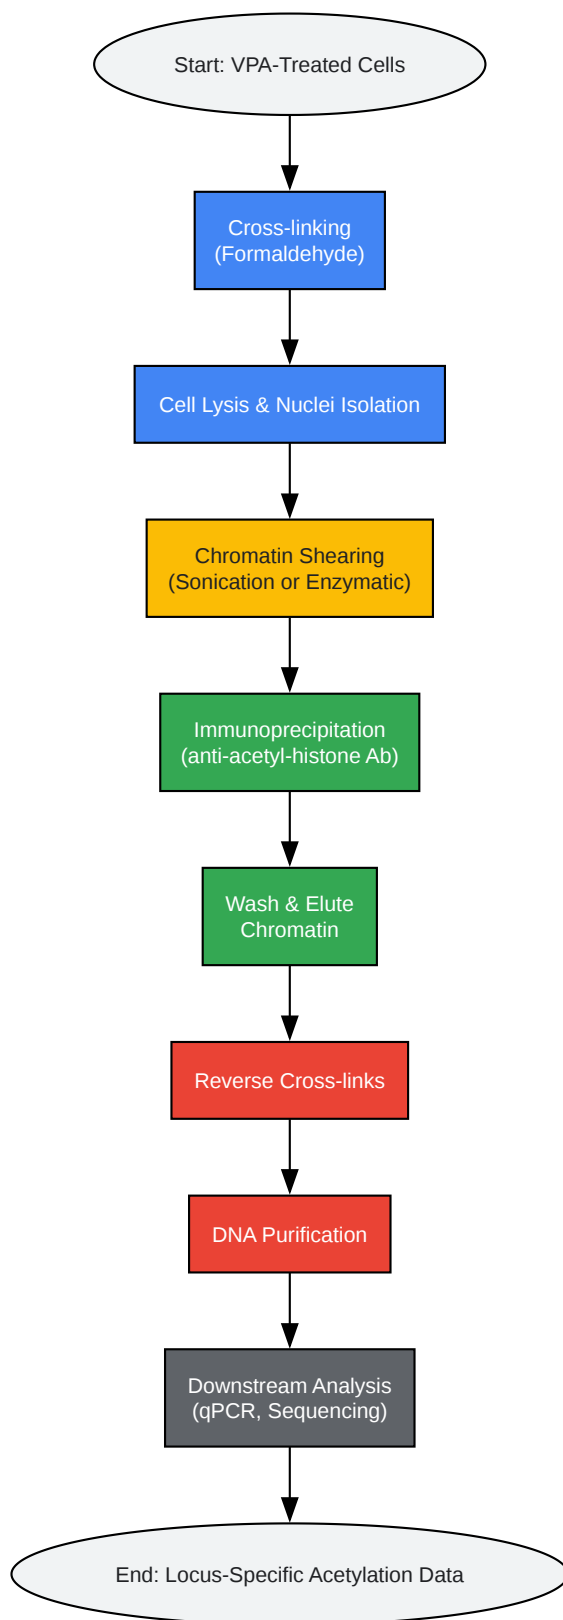 Start: VPA-Treated Cells
Cross-linking
(Formaldehyde)
Cell Lysis & Nuclei Isolation
Chromatin Shearing
(Sonication or Enzymatic)
Immunoprecipitation
(anti-acetyl-histone Ab)
Wash & Elute
Chromatin
Reverse Cross-links
DNA Purification
Downstream Analysis
(qPCR, Sequencing)
End: Locus-Specific Acetylation Data